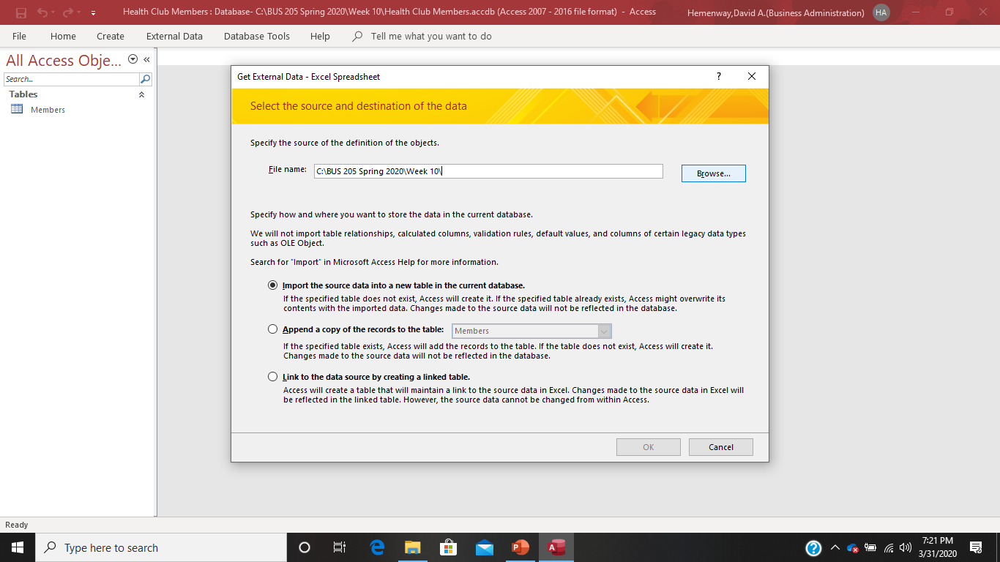 Health Club Members : Database- C:\BUS 205 Spring 2020\Week 10\Health Club Members.accdb (Access 2007 - 2016 file format) - Access
Hemenway,David A.(Business Administration)
HA
File Home Create External Data Database Tools Help Tell me what you want to do
All Access Obje...
Search...
Tables
Members
Get External Data - Excel Spreadsheet
?
Select the source and destination of the data
Specify the source of the definition of the objects.
File name: C:\BUS 205 Spring 2020\Week 10\
Browse...
Specify how and where you want to store the data in the current database.
We will not import table relationships, calculated columns, validation rules, default values, and columns of certain legacy data types
such as OLE Object.
Search for "Import" in Microsoft Access Help for more information.
Import the source data into a new table in the current database.
If the specified table does not exist, Access will create it. If the specified table already exists, Access might overwrite its
contents with the imported data. Changes made to the source data will not be reflected in the database.
Append a copy of the records to the table: Members
If the specified table exists, Access will add the records to the table. If the table does not exist, Access will create it.
Changes made to the source data will not be reflected in the database.
Link to the data source by creating a linked table.
Access will create a table that will maintain a link to the source data in Excel. Changes made to the source data in Excel will
be reflected in the linked table. However, the source data cannot be changed from within Access.
OK Cancel
Ready
Type here to search
7:21 PM
3/31/2020